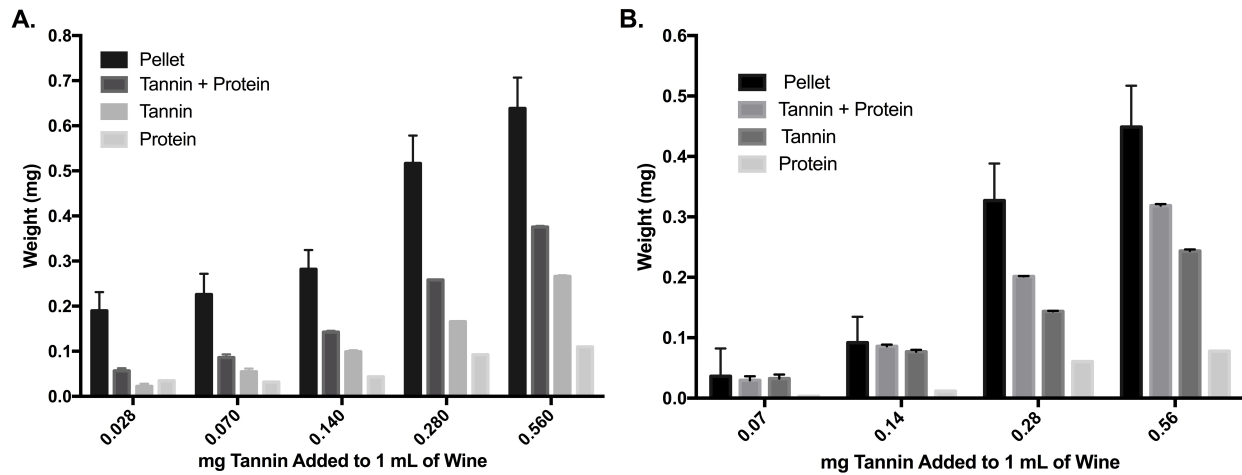 A.
Weight (mg)
0.8
0.7
0.6
0.5
0.4
0.3
0.2
0.1
0.0
Pellet
Tannin + Protein
Tannin
Protein
0.028
0.070
0.140
0.280
0.560
mg Tannin Added to 1 mL of Wine
B.
Weight (mg)
0.6
0.5
0.4
0.3
0.2
0.1
0.0
Pellet
Tannin + Protein
Tannin
Protein
0.07
0.14
0.28
0.56
mg Tannin Added to 1 mL of Wine